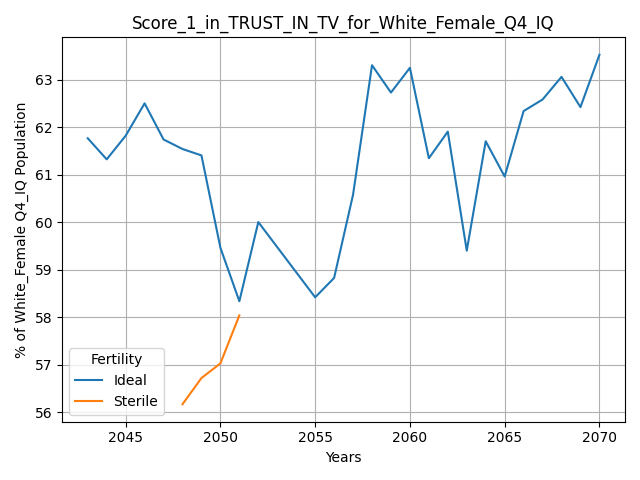 Score_1_in_TRUST_IN_TV_for_White_Female_Q4_IQ
% of White_Female Q4_IQ Population
63
62
61
60
59
58
57
56
Fertility
Ideal
Sterile
2045 2050 2055 2060 2065 2070
Years